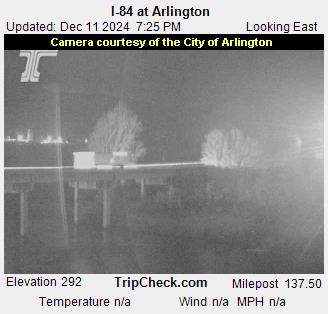 I-84 at Arlington
Updated: Dec 11 2024 7:25 PM Looking East
Camera courtesy of the City of Arlington
Elevation 292 TripCheck.com Milepost 137.50
Temperature n/a Wind n/a MPH n/a